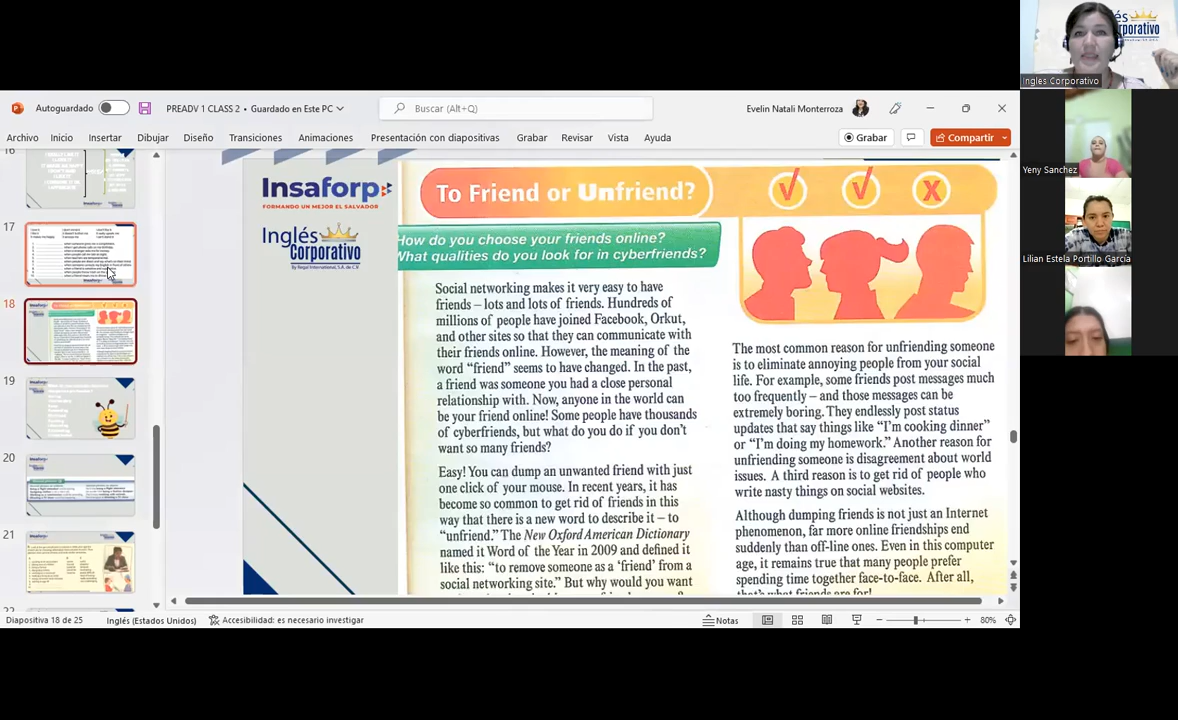 Autoguardado
PREADV 1 CLASS 2 • Guardado en Este PC
Buscar (Alt+Q)
Evelin Natali Monterroza
Archivo Inicio Insertar Dibujar Diseño Transiciones Animaciones Presentación con diapositivas Grabar Revisar Vista Ayuda
Grabar
Compartir
16
17
18
19
20
21
Insaforp
FORMANDO UN MEJOR EL SALVADOR
Inglés
Corporativo
by Regal International, S.A. de C.V.
To Friend or Unfriend?
How do you choose your friends online?
What qualities do you look for in cyberfriends?
Social networking makes it very easy to have
friends – lots and lots of friends. Hundreds of
millions of people have joined Facebook, Orkut,
and other sites so that they can communicate with
their friends online. However, the meaning of the
word “friend” seems to have changed. In the past,
a friend was someone you had a close personal
relationship with. Now, anyone in the world can
be your friend online! Some people have thousands
of cyberfriends, but what do you do if you don’t
want so many friends?
Easy! You can dump an unwanted friend with just
one click of your mouse. In recent years, it has
become so common to get rid of friends in this
way that there is a new word to describe it – to
“unfriend.” The New Oxford American Dictionary
named it Word of the Year in 2009 and defined it
like this: “to remove someone as a ‘friend’ from a
social networking site.” But why would you want
The most common reason for unfriending someone
is to eliminate annoying people from your social
life. For example, some friends post messages much
too frequently – and those messages can be
extremely boring. They endlessly post status
updates that say things like “I’m cooking dinner”
or “I’m doing my homework.” Another reason for
unfriending someone is disagreement about world
issues. A third reason is to get rid of people who
write nasty things on social websites.
Although dumping friends is not just an Internet
phenomenon, far more online friendships end
suddenly than off-line ones. Even in this computer
age, it remains true that many people prefer
spending time together face-to-face. After all,
that’s what friends are for!
Diapositiva 18 de 25
Inglés (Estados Unidos)
Accesibilidad: es necesario investigar
Notas
80%
Ingles Corporativo
Yeny Sanchez
Lilian Estela Portillo García